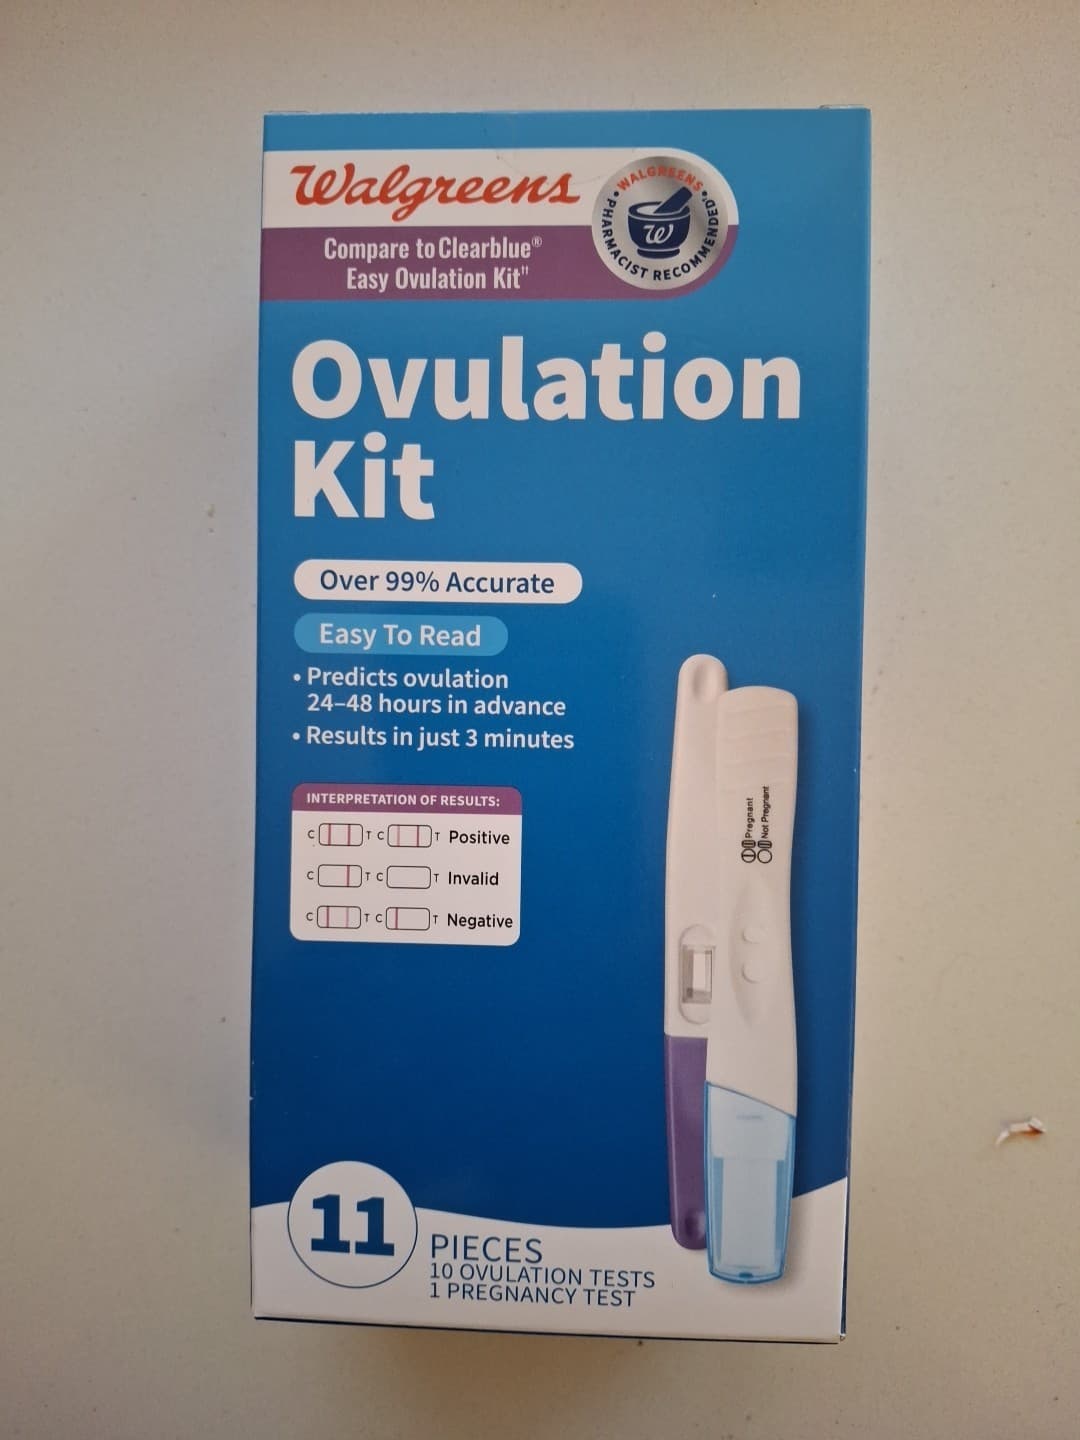 Walgreens
WALGREENS
PHARMACIST RECOMMENDED†
W
Compare to Clearblue®
Easy Ovulation Kit††
Ovulation
Kit
Over 99% Accurate
Easy To Read
• Predicts ovulation
24–48 hours in advance
• Results in just 3 minutes
INTERPRETATION OF RESULTS:
C T C T Positive
C T C T Invalid
C T C T Negative
Pregnant
Not Pregnant
11
PIECES
10 OVULATION TESTS
1 PREGNANCY TEST